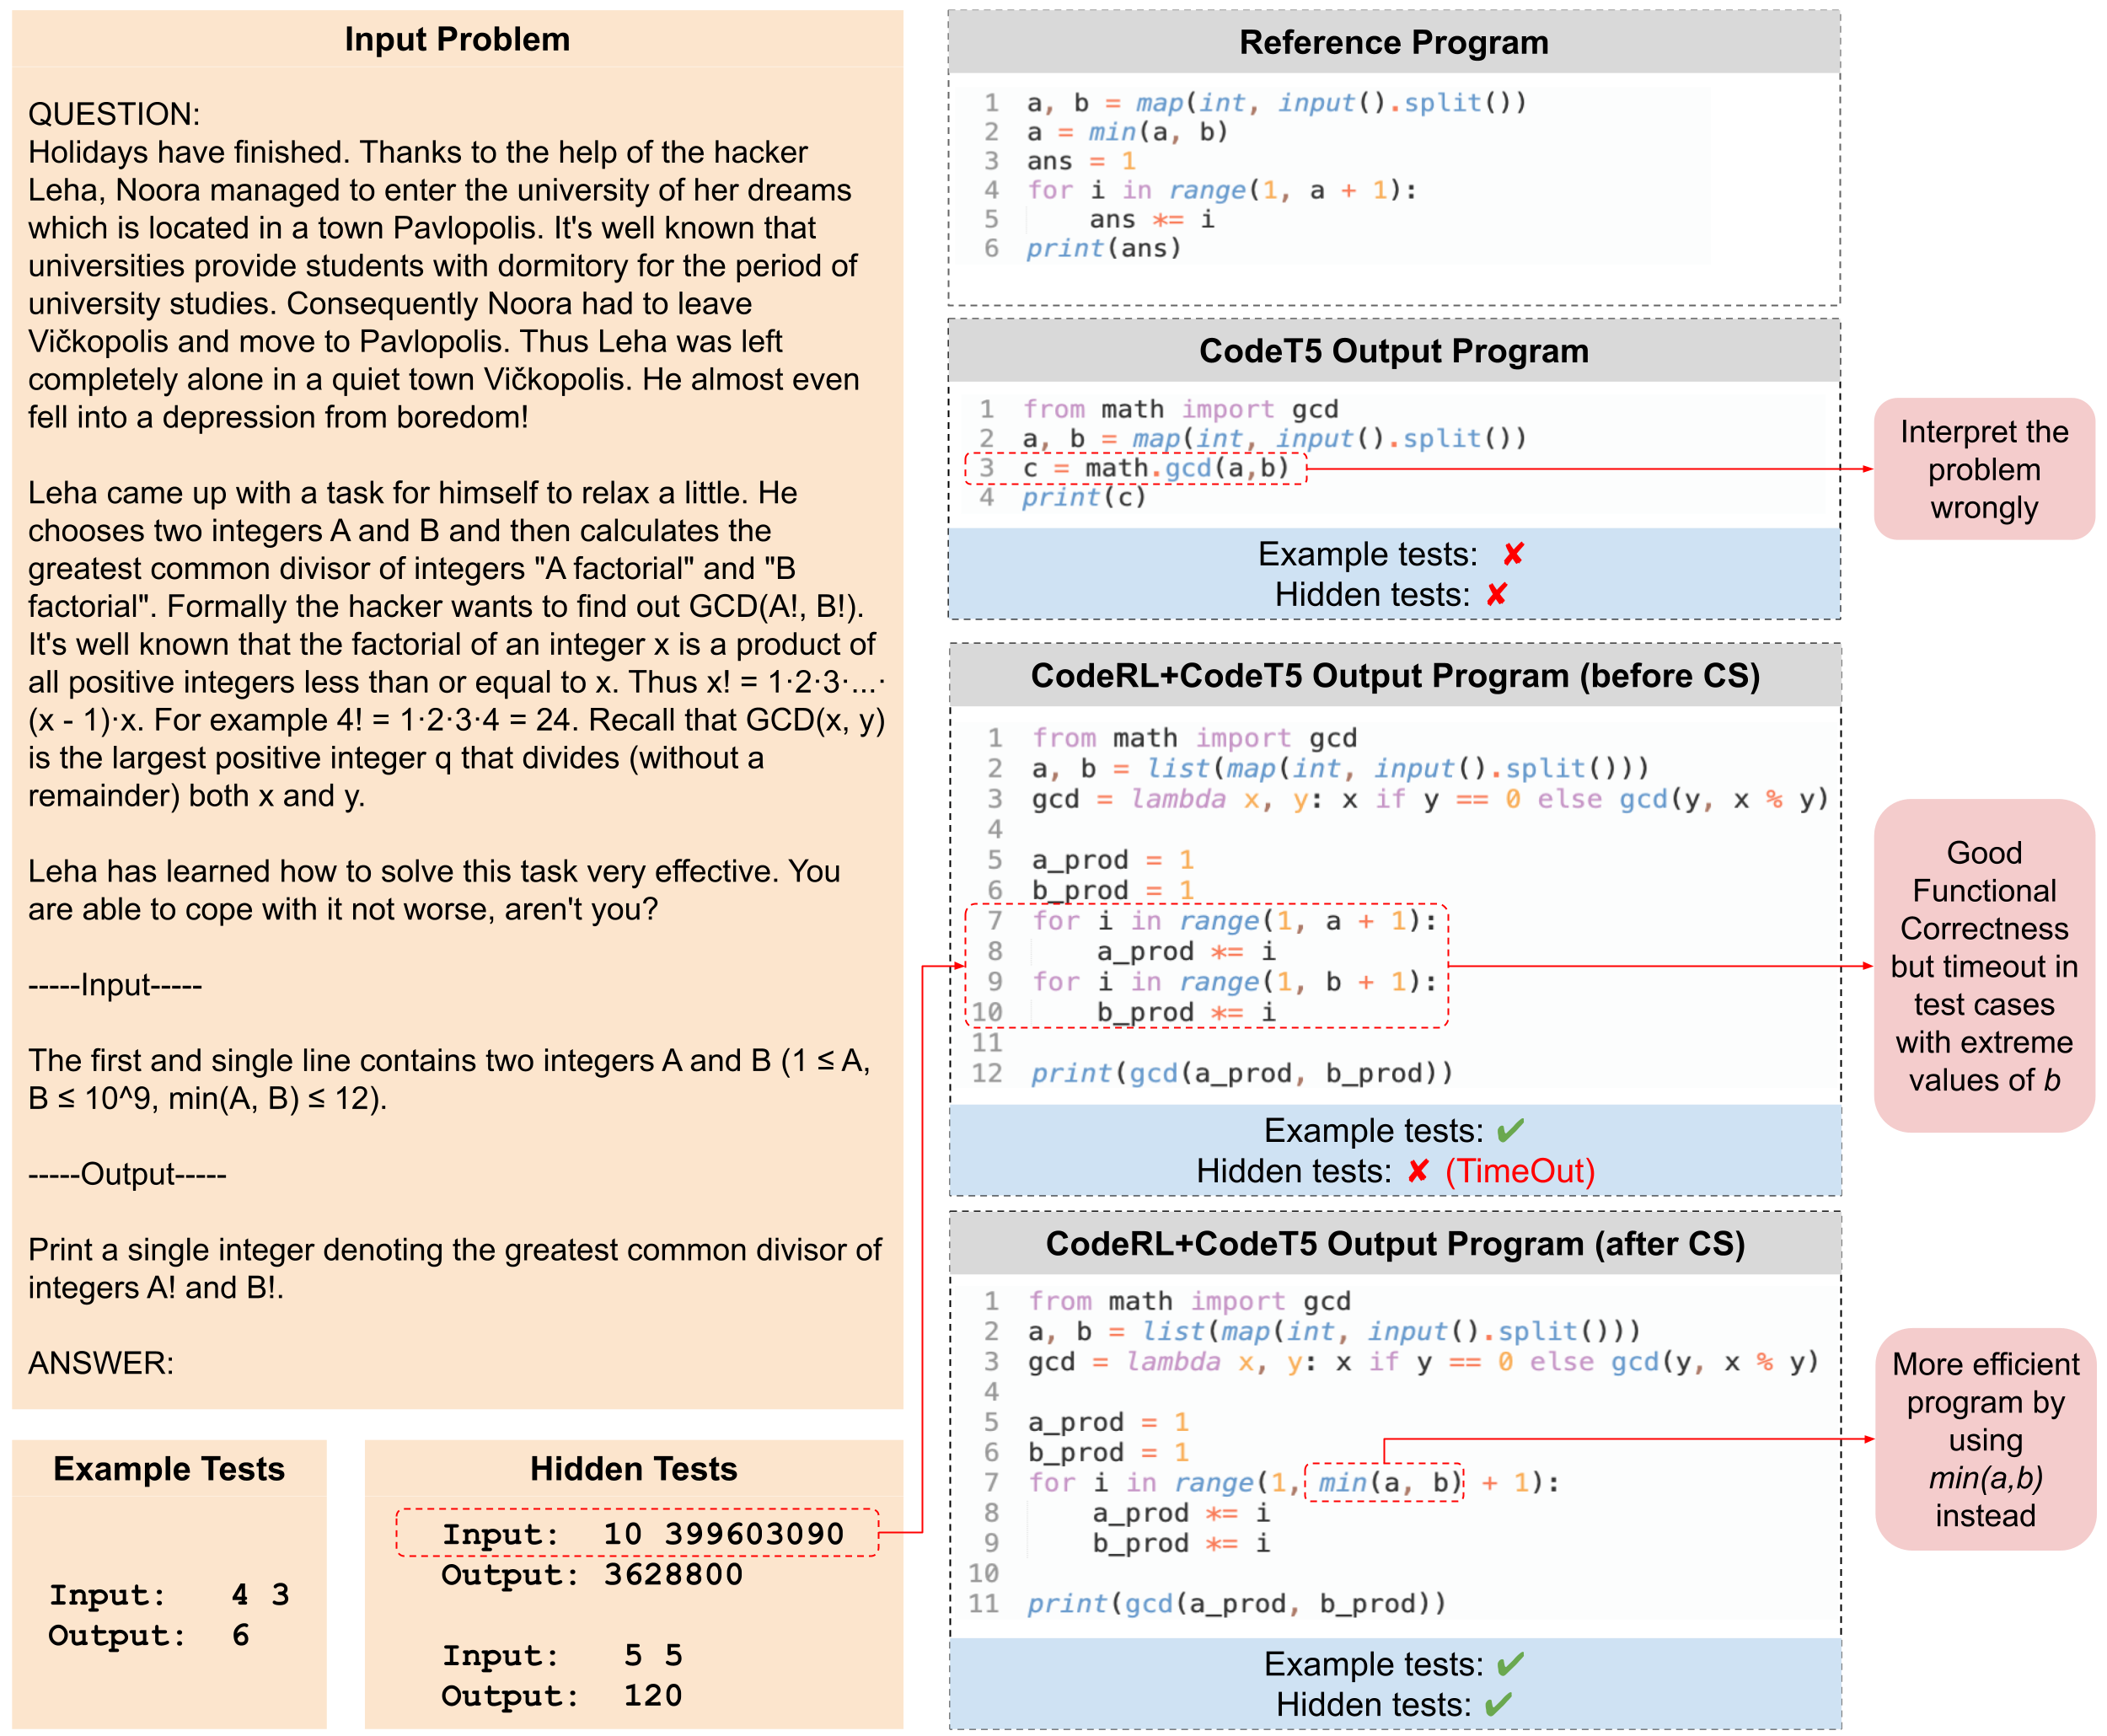 Input Problem
QUESTION:
Holidays have finished. Thanks to the help of the hacker
Leha, Noora managed to enter the university of her dreams
which is located in a town Pavlopolis. It's well known that
universities provide students with dormitory for the period of
university studies. Consequently Noora had to leave
Vičkopolis and move to Pavlopolis. Thus Leha was left
completely alone in a quiet town Vičkopolis. He almost even
fell into a depression from boredom!
Leha came up with a task for himself to relax a little. He
chooses two integers A and B and then calculates the
greatest common divisor of integers "A factorial" and "B
factorial". Formally the hacker wants to find out GCD(A!, B!).
It's well known that the factorial of an integer x is a product of
all positive integers less than or equal to x. Thus x! = 1·2·3·...·
(x - 1)·x. For example 4! = 1·2·3·4 = 24. Recall that GCD(x, y)
is the largest positive integer q that divides (without a
remainder) both x and y.
Leha has learned how to solve this task very effective. You
are able to cope with it not worse, aren't you?
-----Input-----
The first and single line contains two integers A and B (1 ≤ A,
B ≤ 10^9, min(A, B) ≤ 12).
-----Output-----
Print a single integer denoting the greatest common divisor of
integers A! and B!.
ANSWER:
Example Tests
Input: 4 3
Output: 6
Hidden Tests
Input: 10 399603090
Output: 3628800
Input: 5 5
Output: 120
Reference Program
1 a, b = map(int, input().split())
2 a = min(a, b)
3 ans = 1
4 for i in range(1, a + 1):
5 ans *= i
6 print(ans)
CodeT5 Output Program
1 from math import gcd
2 a, b = map(int, input().split())
3 c = math.gcd(a,b)
4 print(c)
Example tests: ✘
Hidden tests: ✘
Interpret the
problem
wrongly
CodeRL+CodeT5 Output Program (before CS)
1 from math import gcd
2 a, b = list(map(int, input().split()))
3 gcd = lambda x, y: x if y == 0 else gcd(y, x % y)
4
5 a_prod = 1
6 b_prod = 1
7 for i in range(1, a + 1):
8 a_prod *= i
9 for i in range(1, b + 1):
10 b_prod *= i
11
12 print(gcd(a_prod, b_prod))
Example tests: ✔
Hidden tests: ✘ (TimeOut)
Good
Functional
Correctness
but timeout in
test cases
with extreme
values of b
CodeRL+CodeT5 Output Program (after CS)
1 from math import gcd
2 a, b = list(map(int, input().split()))
3 gcd = lambda x, y: x if y == 0 else gcd(y, x % y)
4
5 a_prod = 1
6 b_prod = 1
7 for i in range(1, min(a, b) + 1):
8 a_prod *= i
9 b_prod *= i
10
11 print(gcd(a_prod, b_prod))
Example tests: ✔
Hidden tests: ✔
More efficient
program by
using
min(a,b)
instead